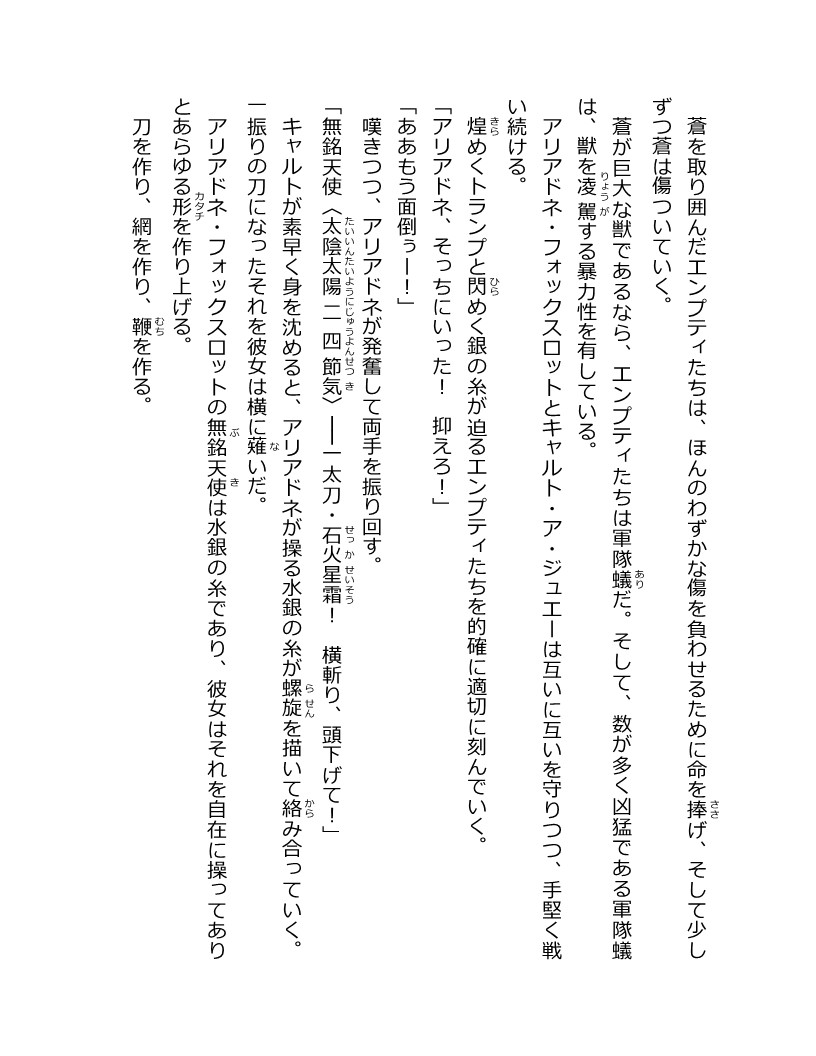 蒼を取り囲んだエンプティたちは、ほんのわずかな傷を負わせるために命を捧げ、そして少し
ずつ蒼は傷ついていく。
　蒼が巨大な獣であるなら、エンプティたちは軍隊蟻だ。そして、数が多く凶猛である軍隊蟻
は、獣を凌駕する暴力性を有している。
　アリアドネ・フォックスロットとキャルト・ア・ジュエーは互いに互いを守りつつ、手堅く戦
い続ける。
　煌めくトランプと閃めく銀の糸が迫るエンプティたちを的確に適切に刻んでいく。
「アリアドネ、そっちにいった！　抑えろ！」
「ああもう面倒ぅー！」
　嘆きつつ、アリアドネが発奮して両手を振り回す。
「無銘天使〈太陰太陽二四節気〉──一太刀・石火星霜！　横斬り、頭下げて！」
　キャルトが素早く身を沈めると、アリアドネが操る水銀の糸が螺旋を描いて絡み合っていく。
一振りの刀になったそれを彼女は横に薙いだ。
　アリアドネ・フォックスロットの無銘天使は水銀の糸であり、彼女はそれを自在に操ってあり
とあらゆる形を作り上げる。
　刀を作り、網を作り、鞭を作る。